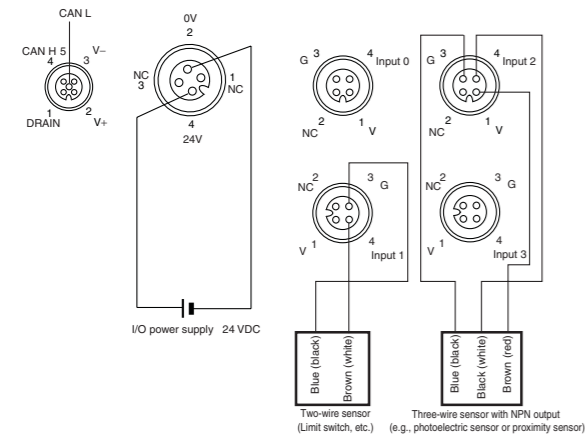 CAN L
CAN H 5
V–
4
3
1
2
DRAIN
V+
0V
2
NC
3
1
NC
4
24V
I/O power supply 24 VDC
G 3
4 Input 0
2
NC
1
V
G 3
4
Input 2
2
NC
1
V
NC 2
3
G
V 1
4
Input 1
NC 2
3
G
V 1
4
Input 3
Blue (black)
Brown (white)
Two-wire sensor
(Limit switch, etc.)
Blue (black)
Black (white)
Brown (red)
Three-wire sensor with NPN output
(e.g., photoelectric sensor or proximity sensor)